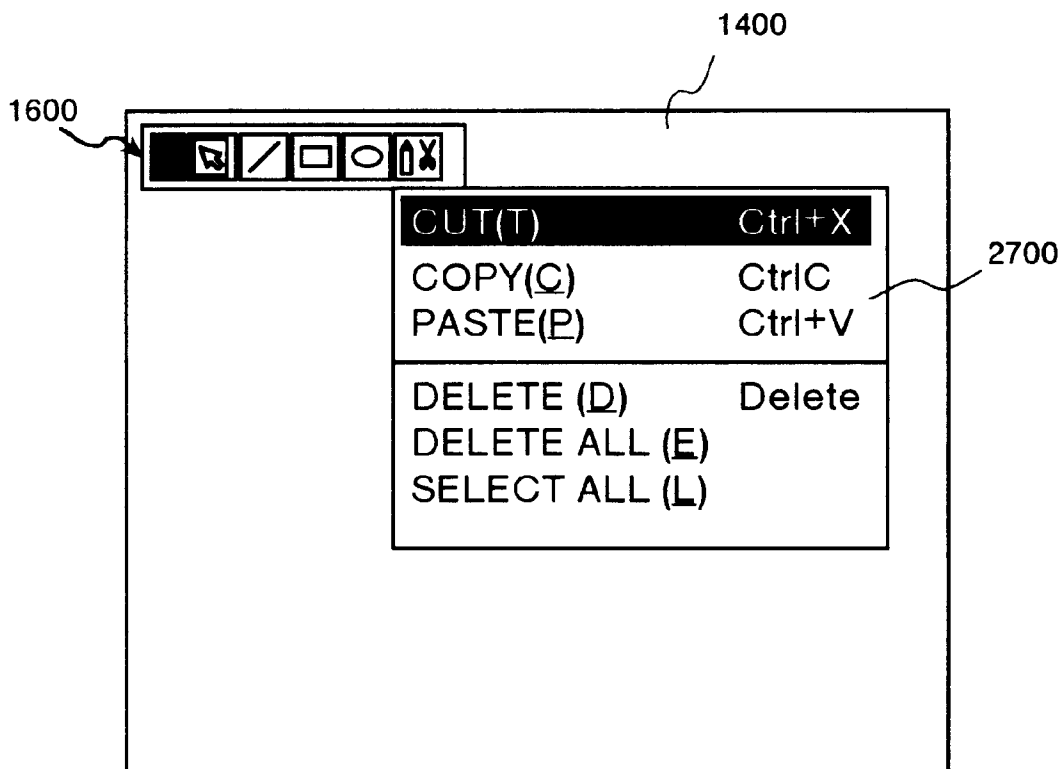 1400
1600
CUT(T) Ctrl+X
2700
COPY(C) CtrlC
PASTE(P) Ctrl+V
DELETE (D) Delete
DELETE ALL (E)
SELECT ALL (L)